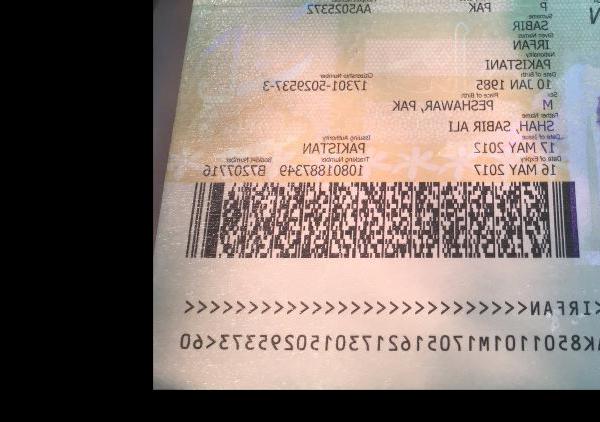 P PAK AA5025372
Surname
SABIR
Given Names
IRFAN
Nationality
PAKISTANI
Date of Birth Citizenship Number
10 JAN 1985 17301-5029537-3
Sex Place of Birth
M PESHAWAR, PAK
Father Name
SHAH, SABIR ALI
Date of Issue Issuing Authority
17 MAY 2012 PAKISTAN
Date of Expiry Tracking Number Booklet Number
16 MAY 2017 10801887349 B7207716
<IRFAN<<<<<<<<<<<<<<<<<<<<<<<<<<
AK8501101M17051621730150295373<60